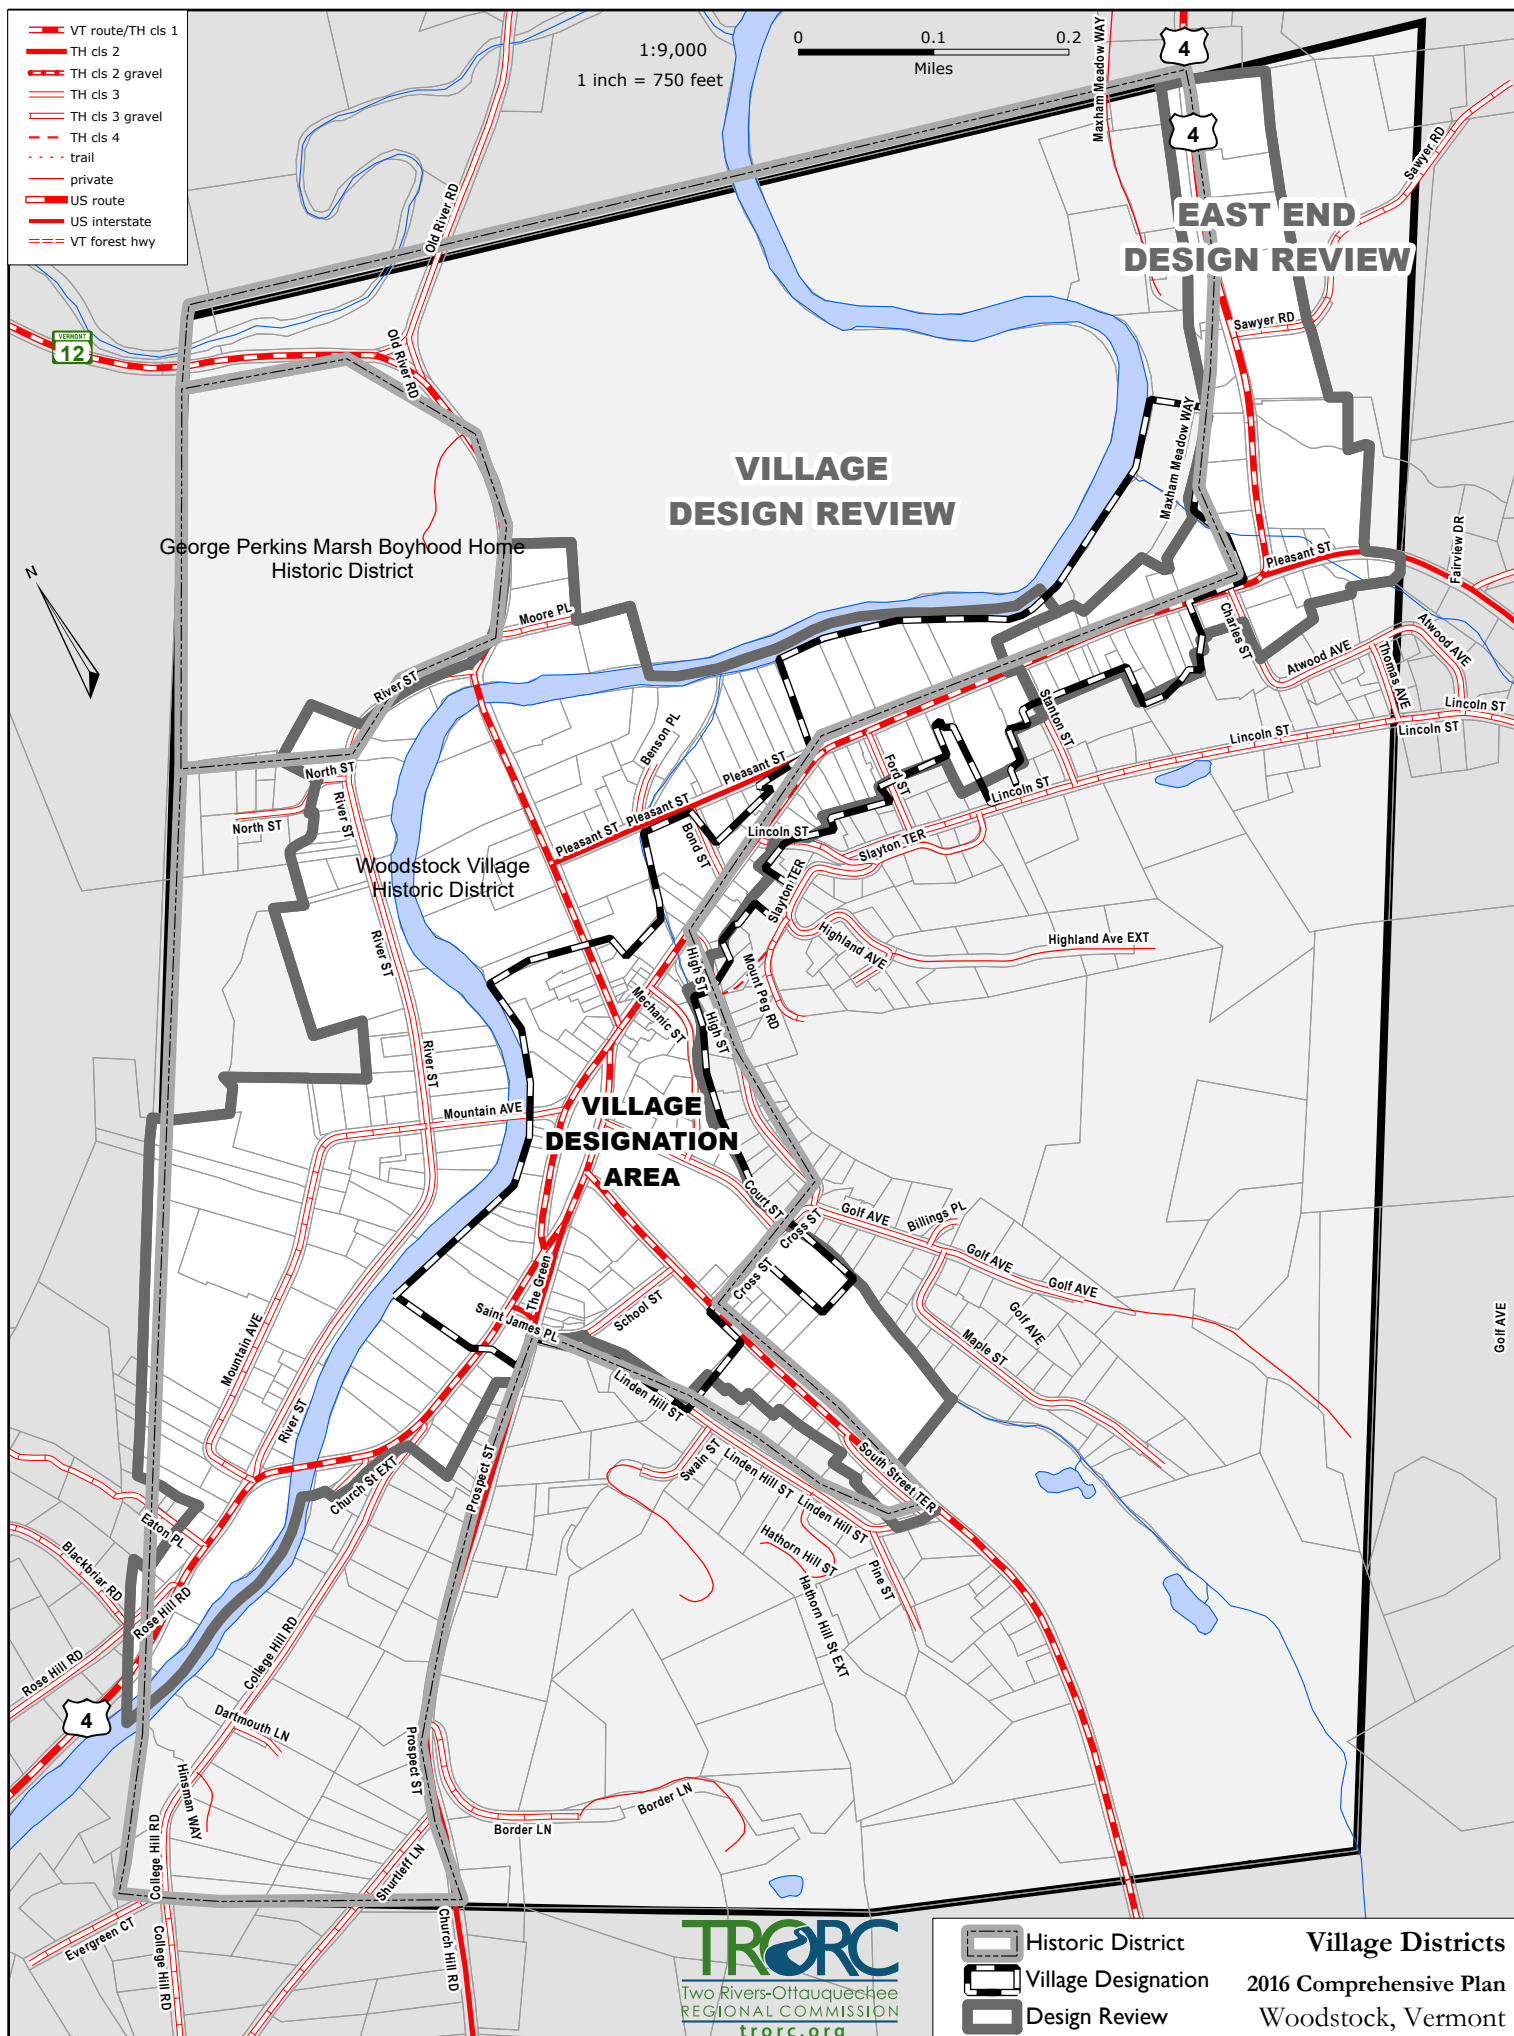 VT route/TH cls 1
TH cls 2
TH cls 2 gravel
TH cls 3
TH cls 3 gravel
TH cls 4
trail
private
US route
US interstate
VT forest hwy
1:9,000
1 inch = 750 feet
0 0.1 0.2
Miles
4
4
Maxham Meadow WAY
Sawyer RD
EAST END
DESIGN REVIEW
Sawyer RD
Old River RD
VERMONT
12
Old River RD
Maxham Meadow WAY
VILLAGE
DESIGN REVIEW
George Perkins Marsh Boyhood Home
Historic District
N
Pleasant ST
Fairview DR
Moore PL
Charles ST
Atwood AVE
Atwood AVE
Thomas AVE
River ST
Stanton ST
Lincoln ST
Lincoln ST
Lincoln ST
Benson PL
North ST
Pleasant ST
Ford ST
Lincoln ST
River ST
North ST
Pleasant ST
Pleasant ST
Bond ST
Lincoln ST
Slayton TER
Woodstock Village
Historic District
Slayton TER
River ST
Highland AVE
Highland Ave EXT
High ST
Mount Peg RD
Mechanic ST
High ST
River ST
Mountain AVE
VILLAGE
DESIGNATION
AREA
Court ST
Cross ST
Golf AVE
Billings PL
Golf AVE
Golf AVE
Cross ST
The Green
School ST
Saint James PL
Golf AVE
Maple ST
Golf AVE
Mountain AVE
Linden Hill ST
River ST
Church St EXT
Prospect ST
Swain ST
Linden Hill ST
South Street TER
Linden Hill ST
Eaton PL
Blackbriar RD
Hathorn Hill ST
Pine ST
Rose Hill RD
Hathorn Hill St EXT
College Hill RD
Rose Hill RD
4
Dartmouth LN
Prospect ST
Hinsman WAY
Border LN
Border LN
College Hill RD
Shurtleff LN
Evergreen CT
College Hill RD
Church Hill RD
TRORC
Two Rivers-Ottauquechee
REGIONAL COMMISSION
trorc.org
Historic District
Village Designation
Design Review
Village Districts
2016 Comprehensive Plan
Woodstock, Vermont